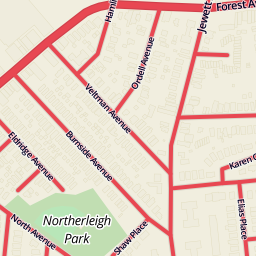 Hamil
Jewett
Forest A
Ordell Avenue
Veltman Avenue
Burnside Avenue
Eldridge Avenue
Karen C
Elias Place
Northerleigh
Park
North Avenue
Shaw Place